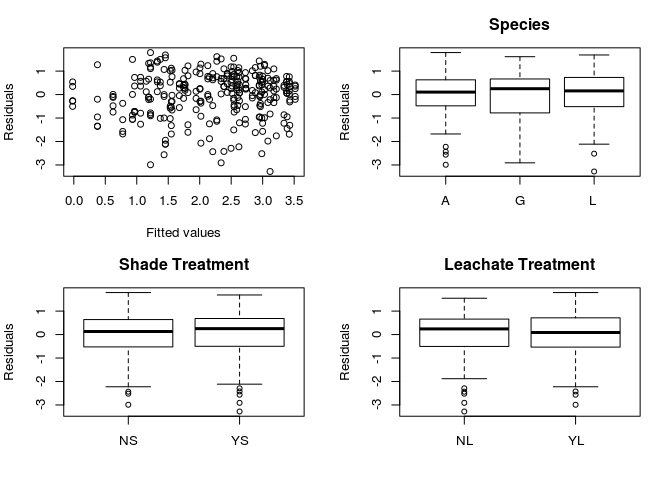 Residuals
1
0
-1
-2
-3
0.0 0.5 1.0 1.5 2.0 2.5 3.0 3.5
Fitted values
Species
Residuals
1
0
-1
-2
-3
A G L
Shade Treatment
Residuals
1
0
-1
-2
-3
NS YS
Leachate Treatment
Residuals
1
0
-1
-2
-3
NL YL